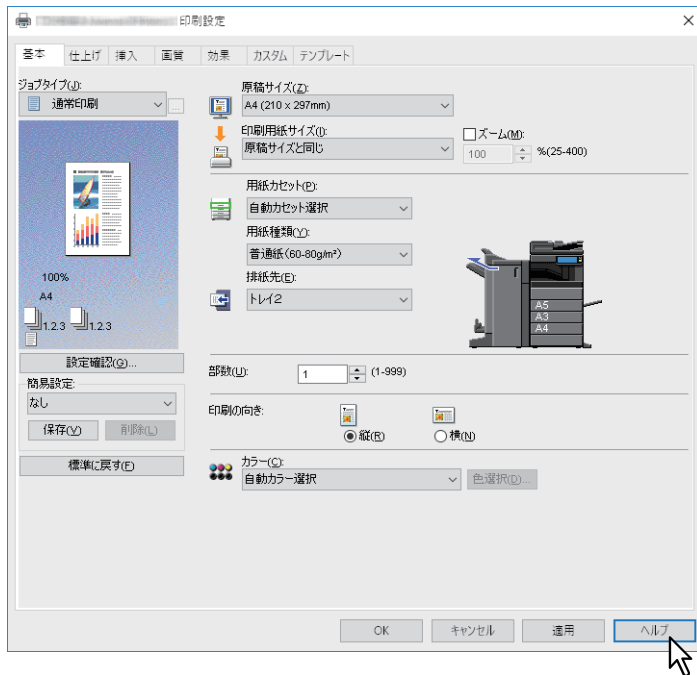 印刷設定
基本 仕上げ 挿入 画質 効果 カスタム テンプレート
ジョブタイプ(J):
通常印刷
100%
A4
1.2.3 1.2.3
設定確認(G)...
簡易設定:
なし
保存(V) 削除(L)
標準に戻す(F)
原稿サイズ(Z):
A4 (210 x 297mm)
印刷用紙サイズ(I):
原稿サイズと同じ
ズーム(M):
100 %(25-400)
用紙カセット(P):
自動カセット選択
用紙種類(Y):
普通紙(60-80g/m²)
排紙先(E):
トレイ2
A5
A3
A4
部数(U):
1 (1-999)
印刷の向き:
縦(R) 横(N)
カラー(C):
自動カラー選択
色選択(D)...
OK キャンセル 適用 ヘルプ